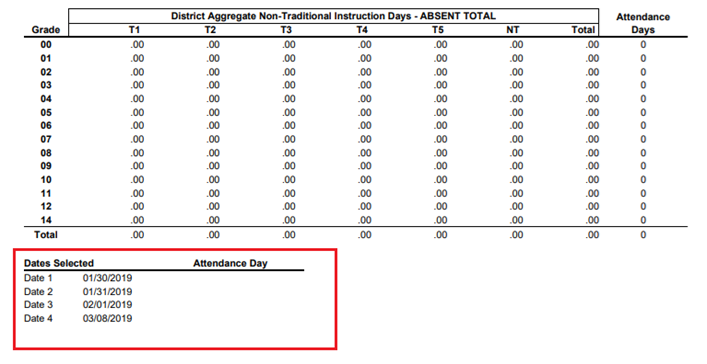 District Aggregate Non-Traditional Instruction Days - ABSENT TOTAL Attendance
Grade T1 T2 T3 T4 T5 NT Total Days
00 .00 .00 .00 .00 .00 .00 .00 0
01 .00 .00 .00 .00 .00 .00 .00 0
02 .00 .00 .00 .00 .00 .00 .00 0
03 .00 .00 .00 .00 .00 .00 .00 0
04 .00 .00 .00 .00 .00 .00 .00 0
05 .00 .00 .00 .00 .00 .00 .00 0
06 .00 .00 .00 .00 .00 .00 .00 0
07 .00 .00 .00 .00 .00 .00 .00 0
08 .00 .00 .00 .00 .00 .00 .00 0
09 .00 .00 .00 .00 .00 .00 .00 0
10 .00 .00 .00 .00 .00 .00 .00 0
11 .00 .00 .00 .00 .00 .00 .00 0
12 .00 .00 .00 .00 .00 .00 .00 0
14 .00 .00 .00 .00 .00 .00 .00 0
Total .00 .00 .00 .00 .00 .00 .00 0
Dates Selected Attendance Day
Date 1 01/30/2019
Date 2 01/31/2019
Date 3 02/01/2019
Date 4 03/08/2019